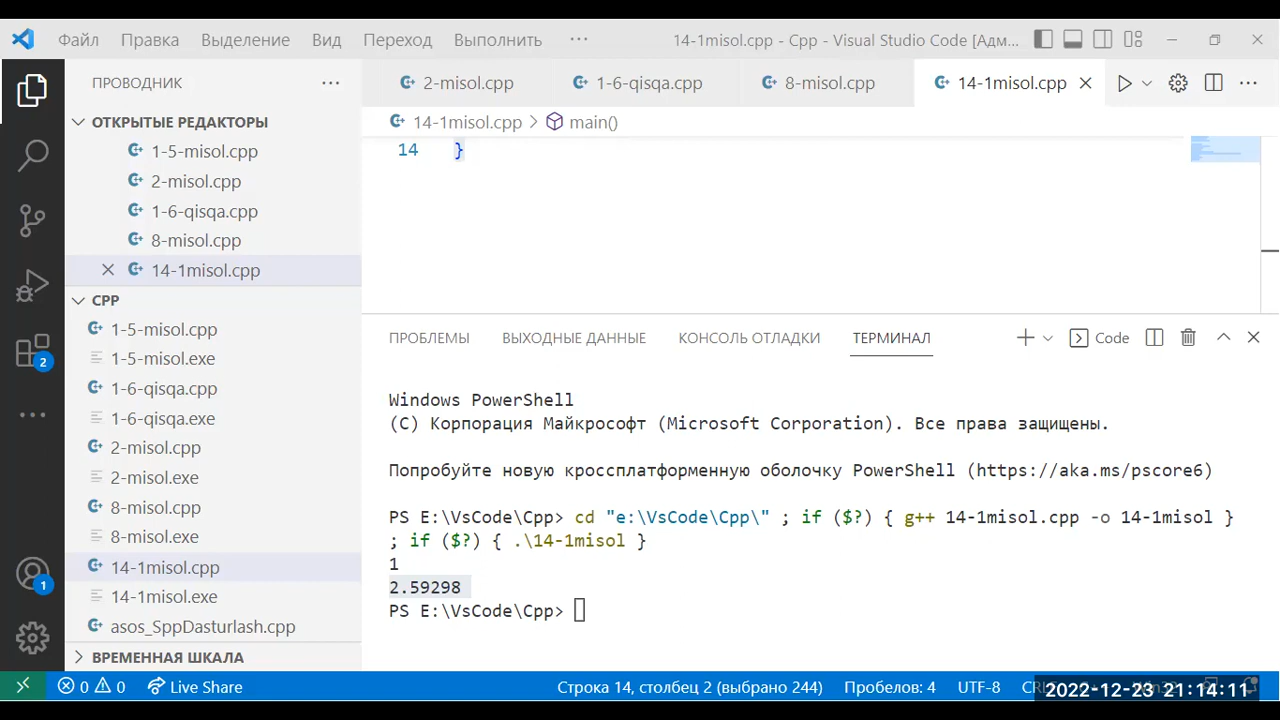 Файл Правка Выделение Вид Переход Выполнить ··· 14-1misol.cpp - Cpp - Visual Studio Code [Адм...
ПРОВОДНИК ···
2-misol.cpp 1-6-qisqa.cpp 8-misol.cpp 14-1misol.cpp
ОТКРЫТЫЕ РЕДАКТОРЫ
1-5-misol.cpp
2-misol.cpp
1-6-qisqa.cpp
8-misol.cpp
14-1misol.cpp
CPP
1-5-misol.cpp
1-5-misol.exe
1-6-qisqa.cpp
1-6-qisqa.exe
2-misol.cpp
2-misol.exe
8-misol.cpp
8-misol.exe
14-1misol.cpp
14-1misol.exe
asos_SppDasturlash.cpp
ВРЕМЕННАЯ ШКАЛА
2
1
14-1misol.cpp > main()
14 }
ПРОБЛЕМЫ ВЫХОДНЫЕ ДАННЫЕ КОНСОЛЬ ОТЛАДКИ ТЕРМИНАЛ Code
Windows PowerShell
(C) Корпорация Майкрософт (Microsoft Corporation). Все права защищены.
Попробуйте новую кроссплатформенную оболочку PowerShell (https://aka.ms/pscore6)
PS E:\VsCode\Cpp> cd "e:\VsCode\Cpp\" ; if ($?) { g++ 14-1misol.cpp -o 14-1misol }
; if ($?) { .\14-1misol }
1
2.59298
PS E:\VsCode\Cpp>
0 0 Live Share Строка 14, столбец 2 (выбрано 244) Пробелов: 4 UTF-8
2022-12-23 21:14:11